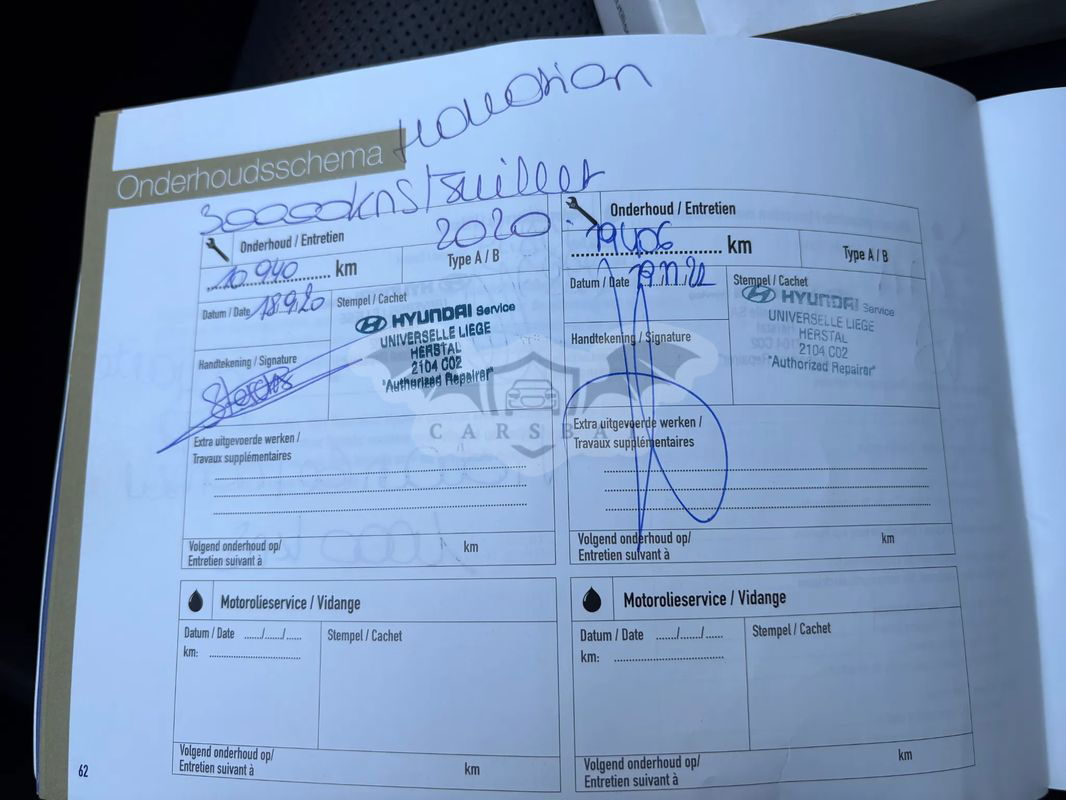 Onderhoudsschema
30000kms/juillet
2020
Onderhoud / Entretien
10.940 km
Type A / B
Datum / Date 18.9.20
Stempel / Cachet
HYUNDAI Service
UNIVERSELLE LIEGE
HERSTAL
2104 C02
"Authorized Repairer"
Handtekening / Signature
Extra uitgevoerde werken /
Travaux supplémentaires
Volgend onderhoud op/
Entretien suivant à km
Onderhoud / Entretien
19406 km
Type A / B
Datum / Date
Stempel / Cachet
HYUNDAI Service
UNIVERSELLE LIEGE
HERSTAL
2104 C02
"Authorized Repairer"
Handtekening / Signature
Extra uitgevoerde werken /
Travaux supplémentaires
Volgend onderhoud op/
Entretien suivant à km
CARSBA
Motorolieservice / Vidange
Datum / Date ....../....../......
km:
Stempel / Cachet
Volgend onderhoud op/
Entretien suivant à km
Motorolieservice / Vidange
Datum / Date ....../....../......
km:
Stempel / Cachet
Volgend onderhoud op/
Entretien suivant à km
62